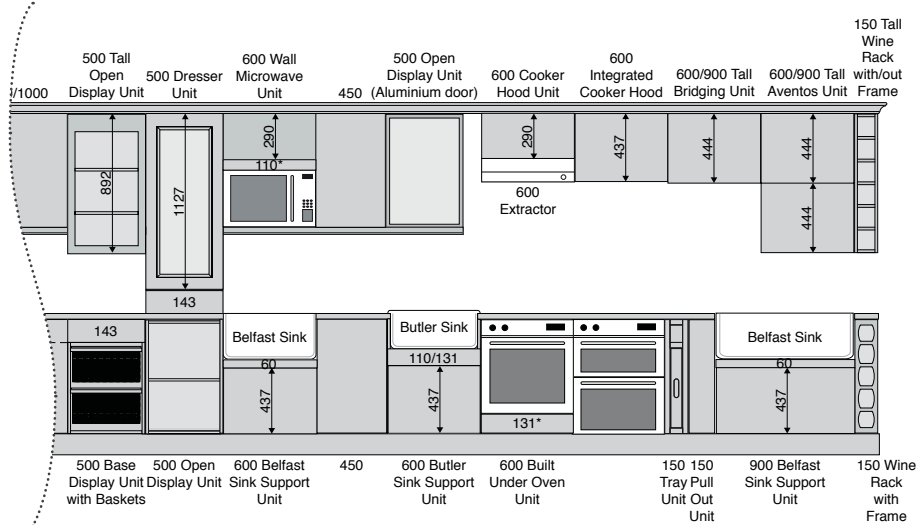 /1000
500 Tall
Open
Display Unit
500 Dresser
Unit
600 Wall
Microwave
Unit
450
500 Open
Display Unit
(Aluminium door)
600 Cooker
Hood Unit
600
Integrated
Cooker Hood
600/900 Tall
Bridging Unit
600/900 Tall
Aventos Unit
150 Tall
Wine
Rack
with/out
Frame
892
1127
290
110*
290
437
444
444
444
600
Extractor
143
143
Belfast Sink
60
437
Butler Sink
110/131
437
131*
Belfast Sink
60
437
500 Base
Display Unit
with Baskets
500 Open
Display Unit
600 Belfast
Sink Support
Unit
450
600 Butler
Sink Support
Unit
600 Built
Under Oven
Unit
150
Tray
Unit
150
Pull
Out
Unit
900 Belfast
Sink Support
Unit
150 Wine
Rack
with
Frame